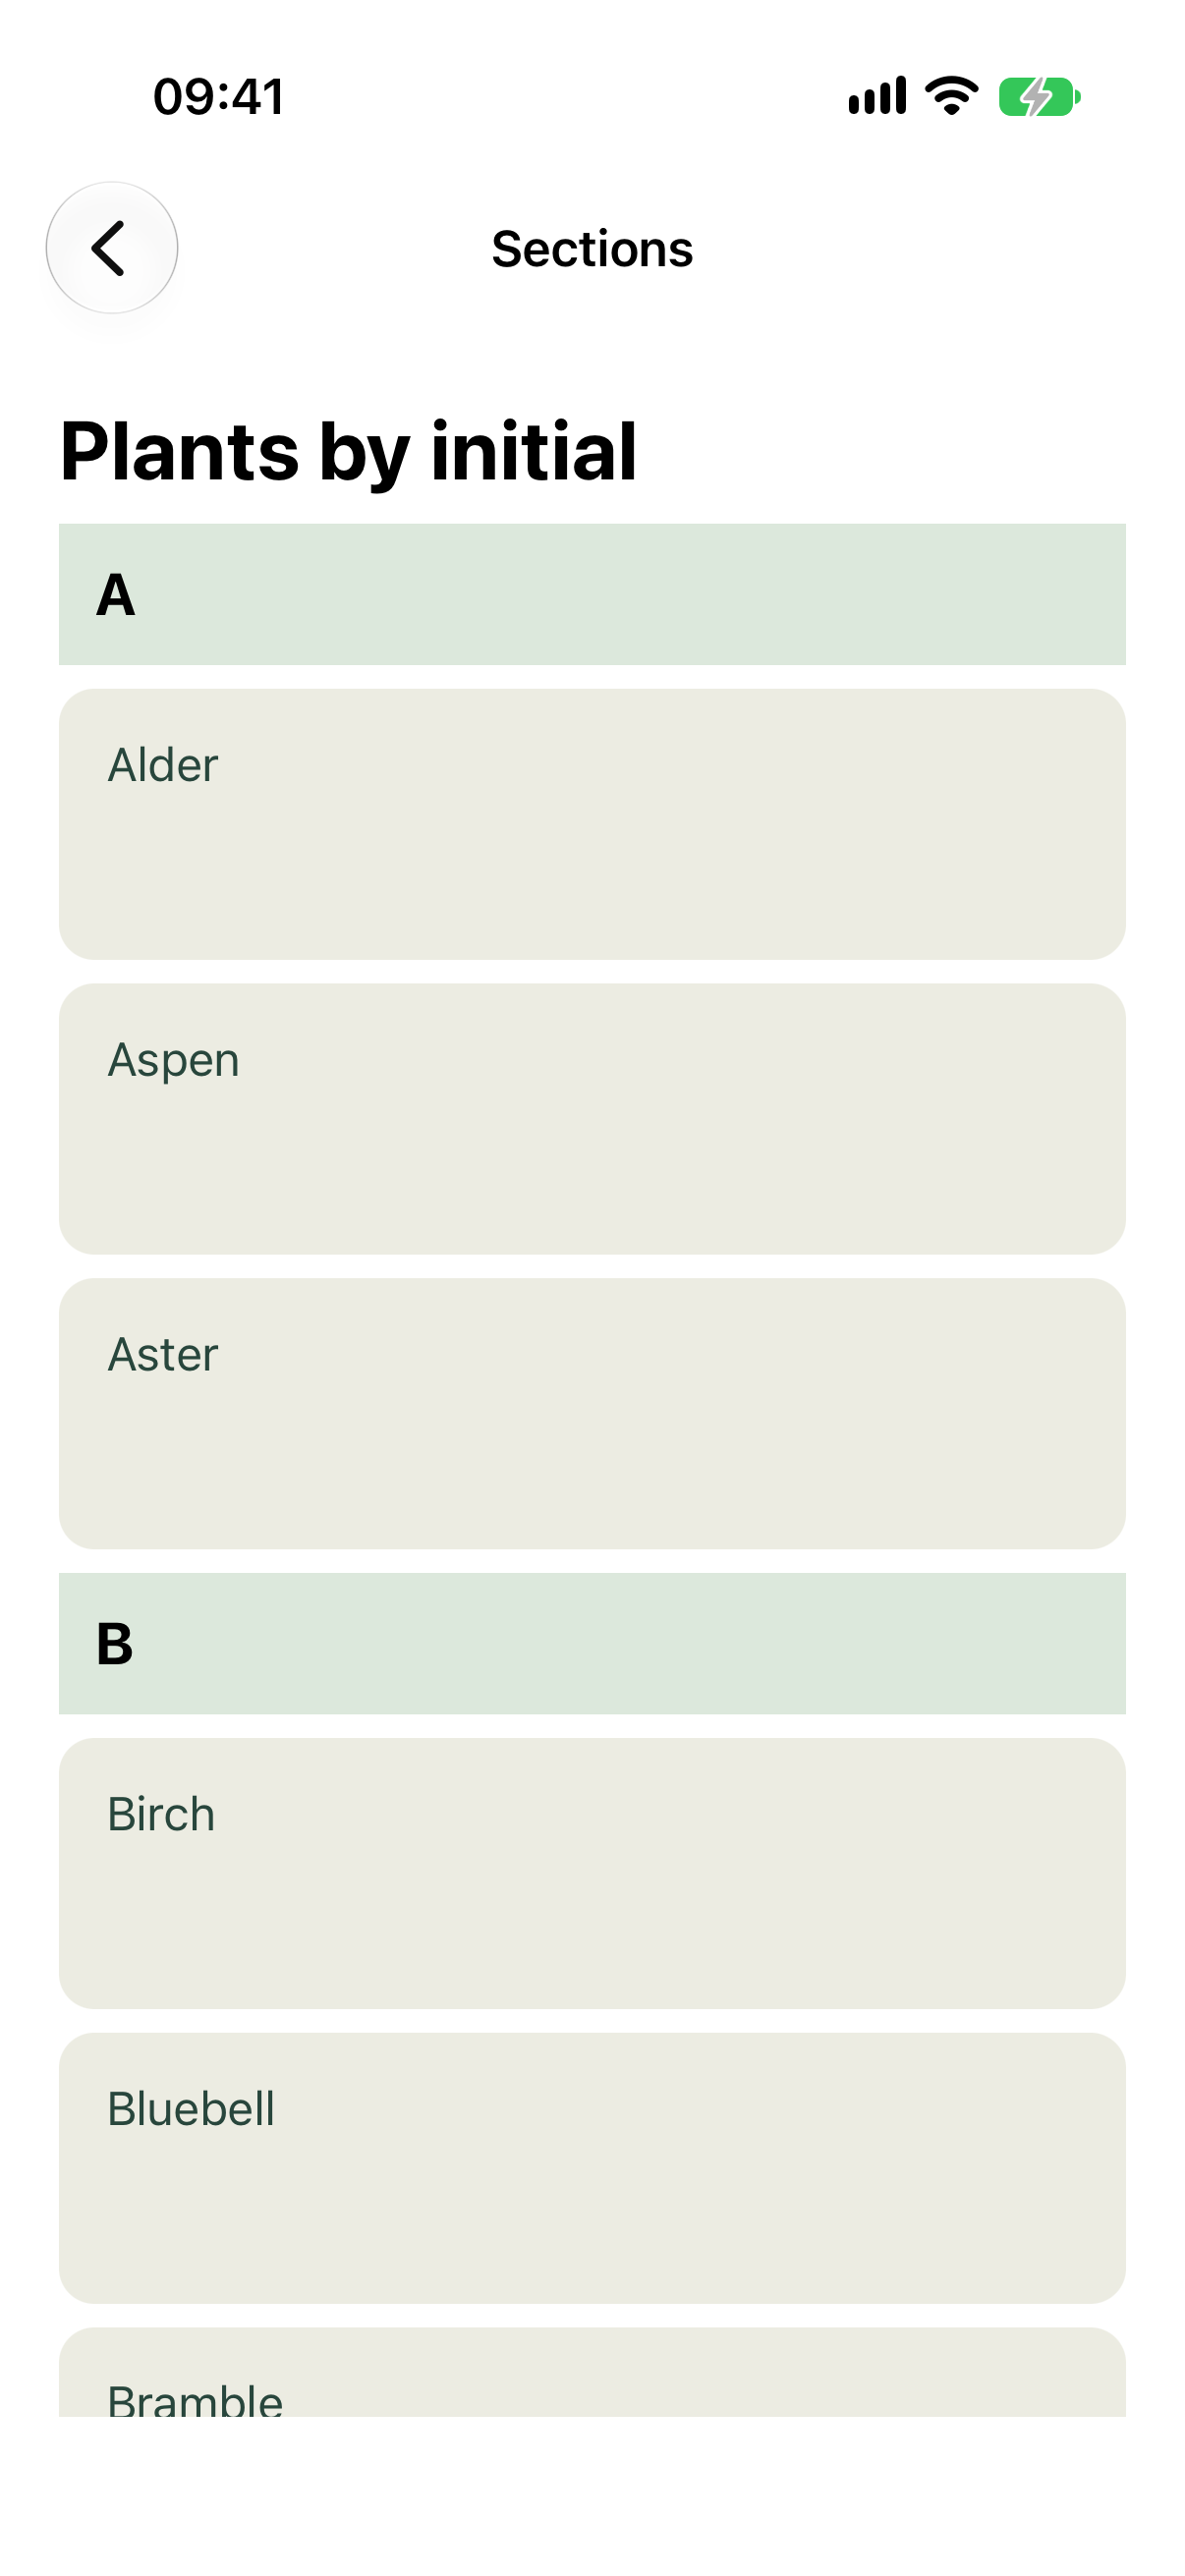 09:41
Sections
Plants by initial
A
Alder
Aspen
Aster
B
Birch
Bluebell
Bramble